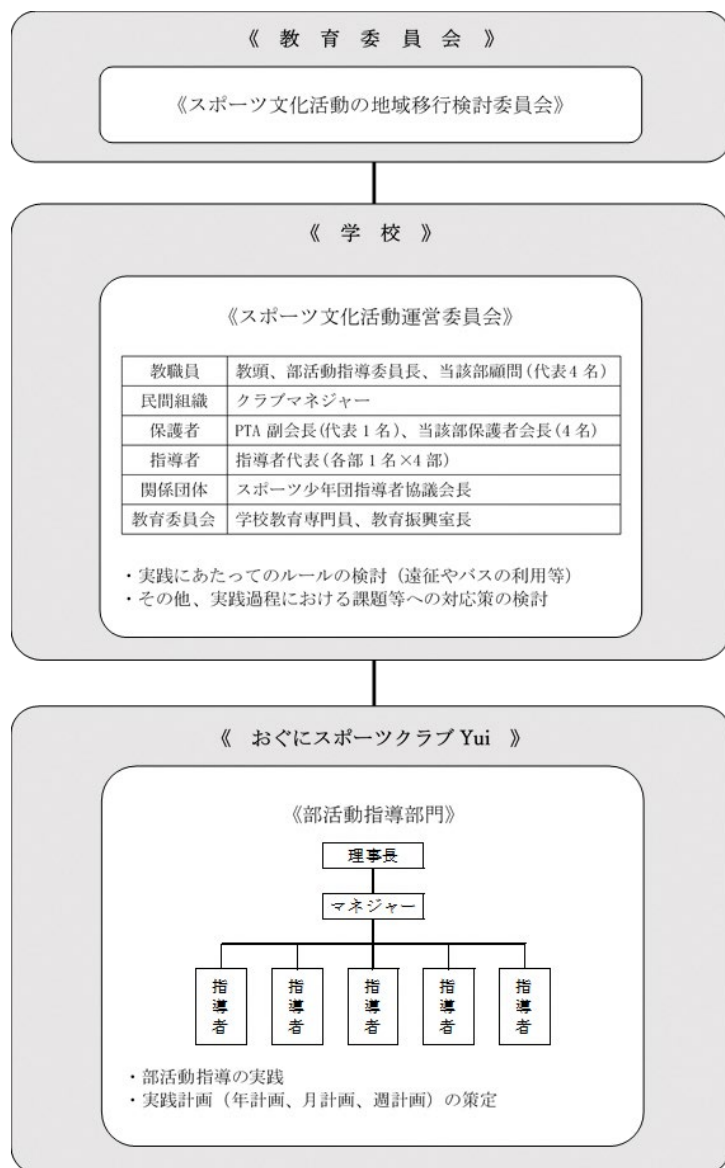 《 教 育 委 員 会 》
《スポーツ文化活動の地域移行検討委員会》
《 学 校 》
《スポーツ文化活動運営委員会》
教職員 教頭、部活動指導委員長、当該部顧問(代表4名)
民間組織 クラブマネジャー
保護者 PTA 副会長(代表1名)、当該部保護者会長(4名)
指導者 指導者代表(各部1名×4部)
関係団体 スポーツ少年団指導者協議会長
教育委員会 学校教育専門員、教育振興室長
・実践にあたってのルールの検討(遠征やバスの利用等)
・その他、実践過程における課題等への対応策の検討
《 おぐにスポーツクラブ Yui 》
《部活動指導部門》
理事長
マネジャー
指導者 指導者 指導者 指導者 指導者
・部活動指導の実践
・実践計画(年計画、月計画、週計画)の策定